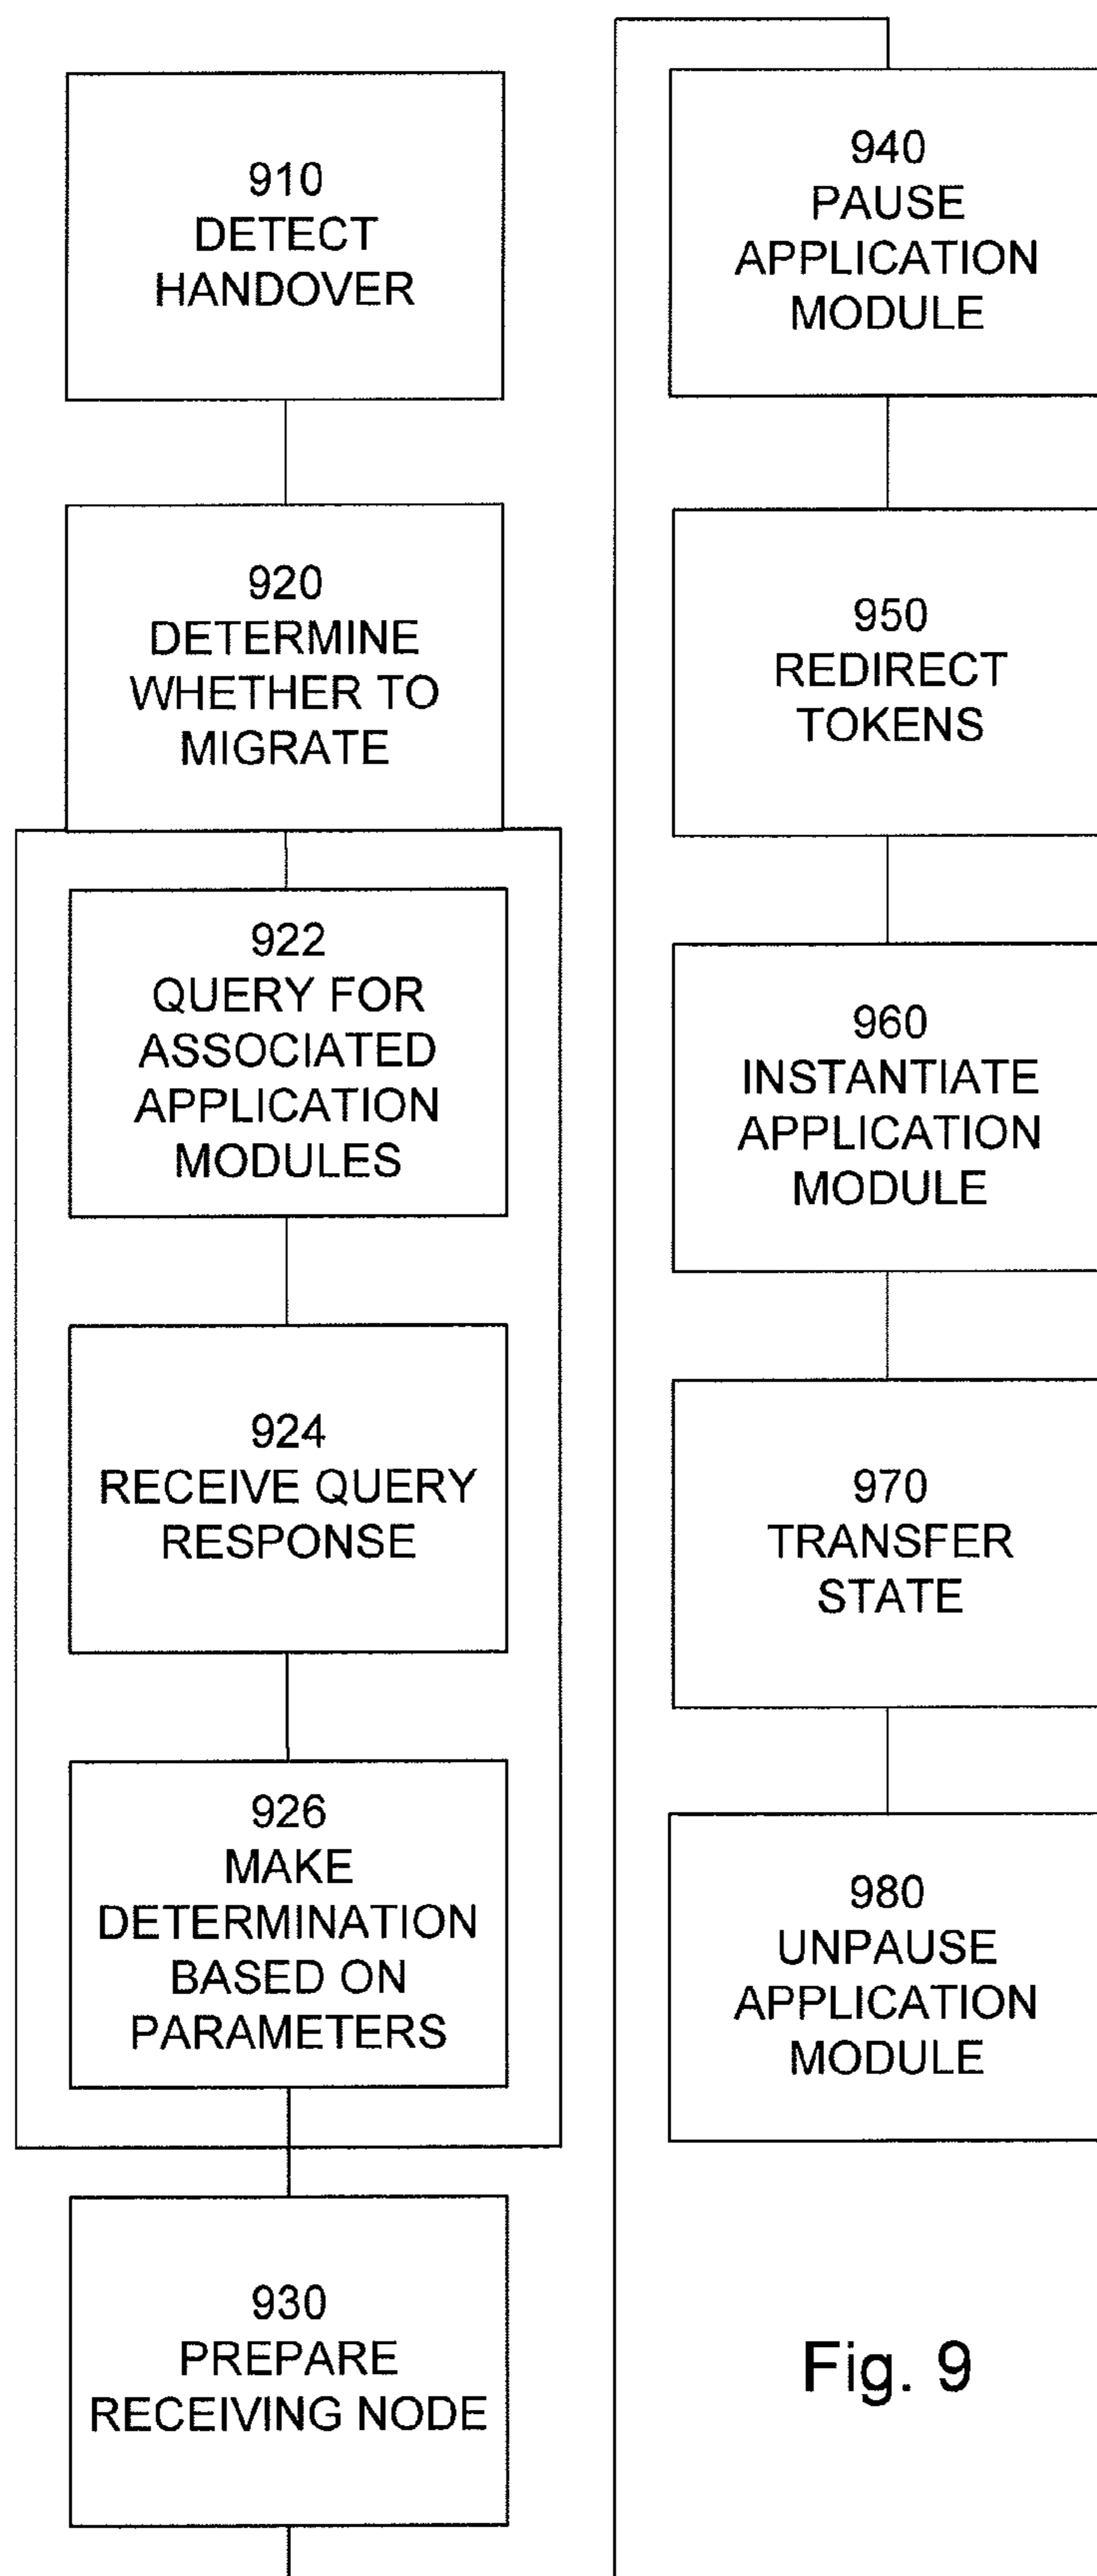 910
DETECT
HANDOVER
920
DETERMINE
WHETHER TO
MIGRATE
922
QUERY FOR
ASSOCIATED
APPLICATION
MODULES
924
RECEIVE QUERY
RESPONSE
926
MAKE
DETERMINATION
BASED ON
PARAMETERS
930
PREPARE
RECEIVING NODE
940
PAUSE
APPLICATION
MODULE
950
REDIRECT
TOKENS
960
INSTANTIATE
APPLICATION
MODULE
970
TRANSFER
STATE
980
UNPAUSE
APPLICATION
MODULE
Fig. 9